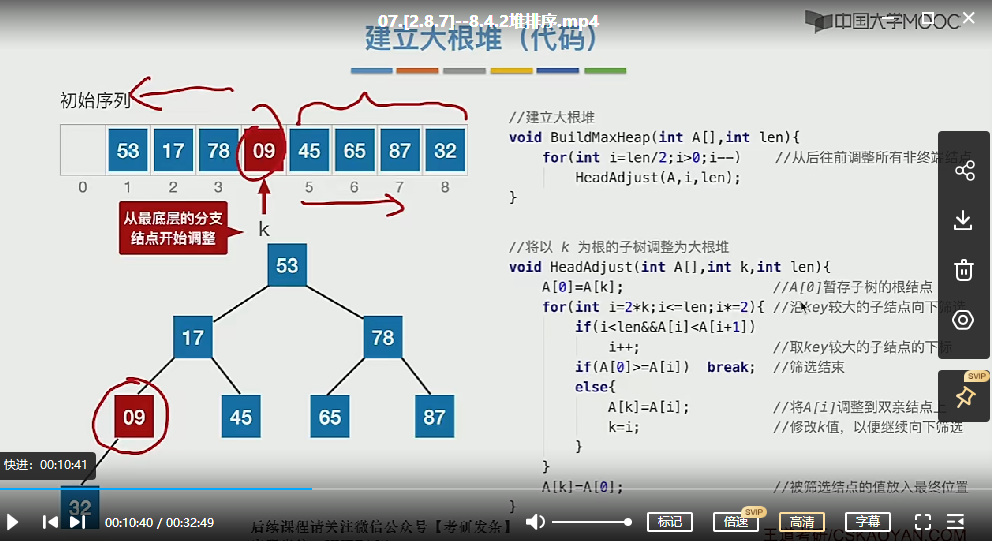 07.[2.8.7]--8.4.2堆排序.mp4
中国大学MOOC
建立大根堆（代码）
初始序列
53 17 78 09 45 65 87 32
0 1 2 3 5 6 7 8
从最底层的分支
结点开始调整
k
53
17 78
09 45 65 87
32
//建立大根堆
void BuildMaxHeap(int A[],int len){
for(int i=len/2;i>0;i--) //从后往前调整所有非终端结点
HeadAdjust(A,i,len);
}
//将以 k 为根的子树调整为大根堆
void HeadAdjust(int A[],int k,int len){
A[0]=A[k]; //A[0]暂存子树的根结点
for(int i=2*k;i<=len;i*=2){ //沿key较大的子结点向下筛选
if(i<len&&A[i]<A[i+1])
i++; //取key较大的子结点的下标
if(A[0]>=A[i]) break; //筛选结束
else{
A[k]=A[i]; //将A[i]调整到双亲结点上
k=i; //修改k值，以便继续向下筛选
}
}
A[k]=A[0]; //被筛选结点的值放入最终位置
}
SVIP
快进：00:10:41
00:10:40 / 00:32:49
后续课程请关注微信公众号【考研发条】
标记
倍速
SVIP
高清
字幕
王道考研/CSKAOYAN.COM